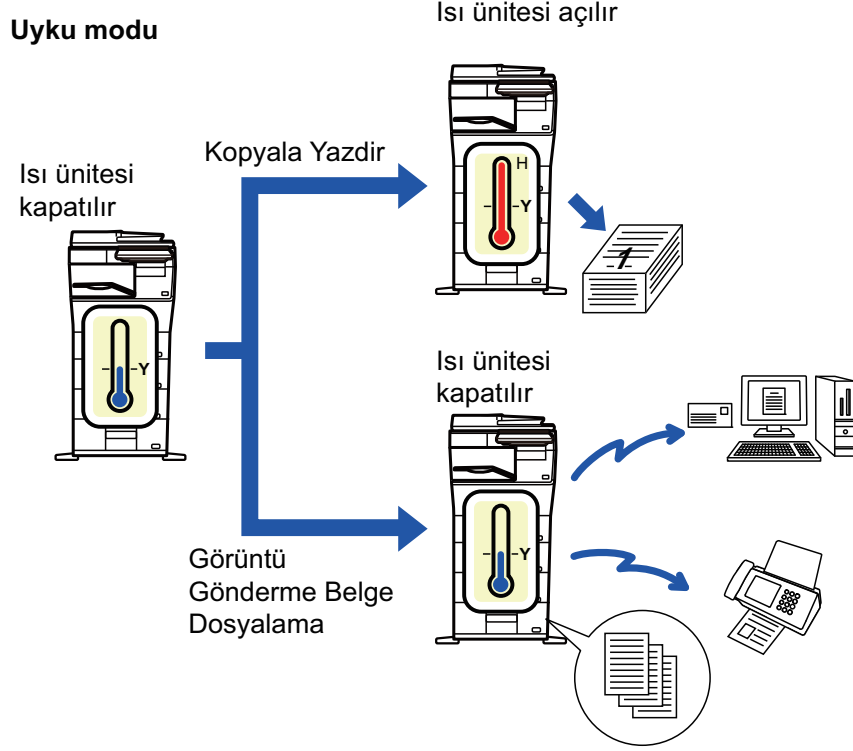 Uyku modu
Isı ünitesi açılır
Kopyala Yazdir
Isı ünitesi
kapatılır
H
Y
1
Y
Isı ünitesi
kapatılır
Y
Görüntü
Gönderme Belge
Dosyalama